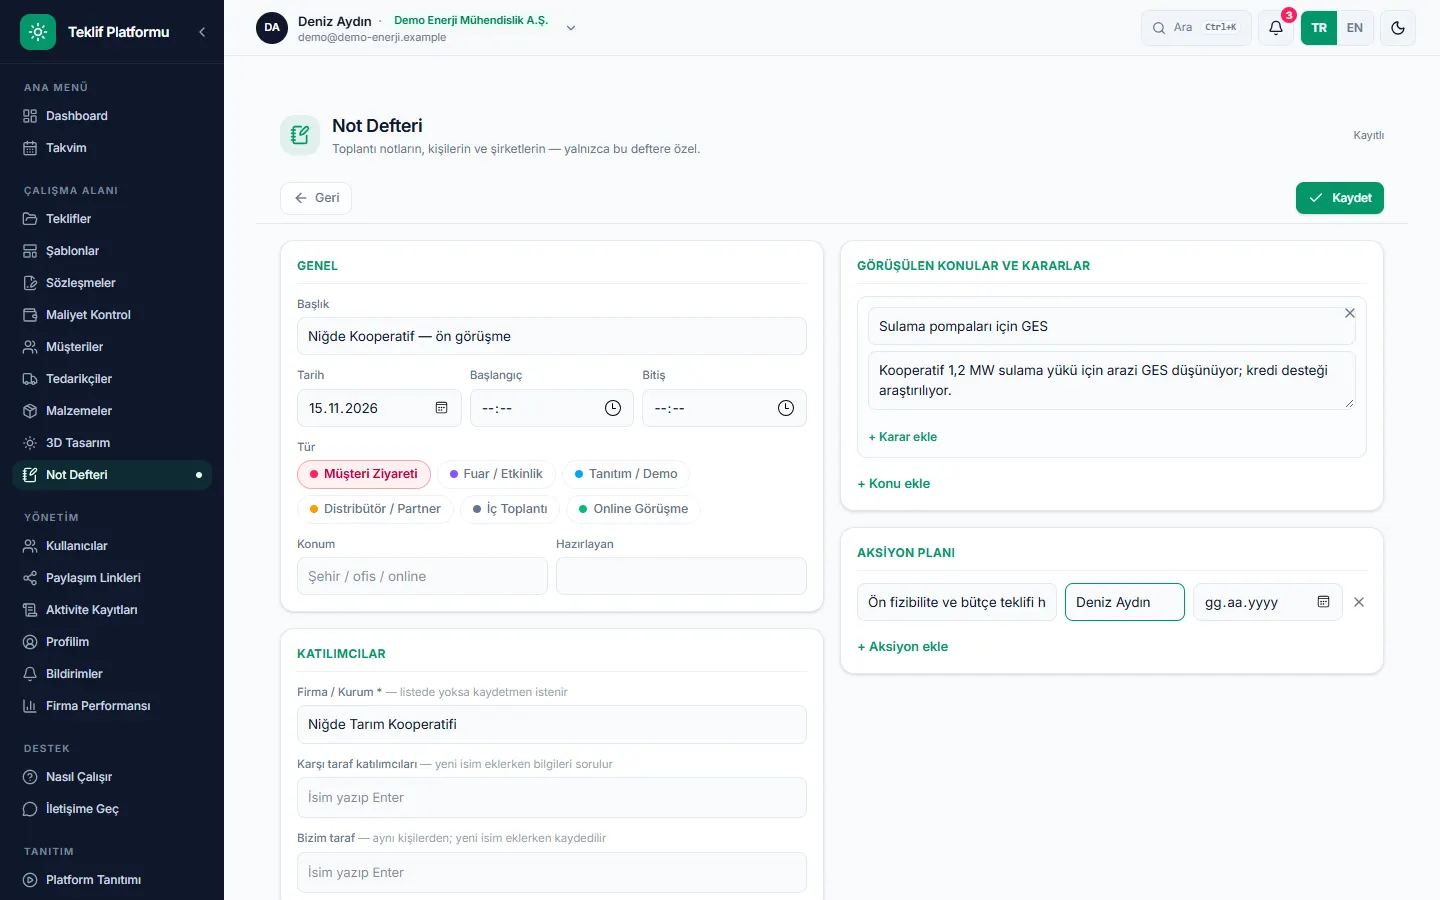 Teklif Platformu
ANA MENÜ
Dashboard
Takvim
ÇALIŞMA ALANI
Teklifler
Şablonlar
Sözleşmeler
Maliyet Kontrol
Müşteriler
Tedarikçiler
Malzemeler
3D Tasarım
Not Defteri
YÖNETİM
Kullanıcılar
Paylaşım Linkleri
Aktivite Kayıtları
Profilim
Bildirimler
Firma Performansı
DESTEK
Nasıl Çalışır
İletişime Geç
TANITIM
Platform Tanıtımı
DA
Deniz Aydın · Demo Enerji Mühendislik A.Ş.
demo@demo-enerji.example
Ara Ctrl+K
3
TR EN
Not Defteri
Toplantı notların, kişilerin ve şirketlerin — yalnızca bu deftere özel.
Kayıtlı
Geri
Kaydet
GENEL
Başlık
Niğde Kooperatif — ön görüşme
Tarih Başlangıç Bitiş
15.11.2026 --:-- --:--
Tür
Müşteri Ziyareti Fuar / Etkinlik Tanıtım / Demo
Distribütör / Partner İç Toplantı Online Görüşme
Konum Hazırlayan
Şehir / ofis / online
KATILIMCILAR
Firma / Kurum * — listede yoksa kaydetmen istenir
Niğde Tarım Kooperatifi
Karşı taraf katılımcıları — yeni isim eklerken bilgileri sorulur
İsim yazıp Enter
Bizim taraf — aynı kişilerden; yeni isim eklerken kaydedilir
İsim yazıp Enter
GÖRÜŞÜLEN KONULAR VE KARARLAR
Sulama pompaları için GES
Kooperatif 1,2 MW sulama yükü için arazi GES düşünüyor; kredi desteği
araştırılıyor.
+ Karar ekle
+ Konu ekle
AKSİYON PLANI
Ön fizibilite ve bütçe teklifi h Deniz Aydın gg.aa.yyyy
+ Aksiyon ekle